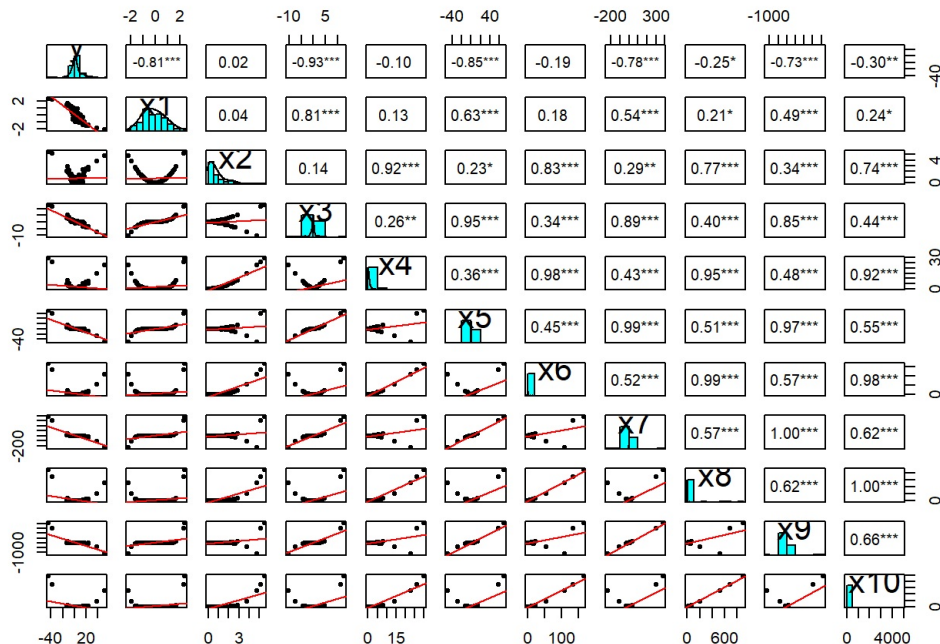 -2 0 2 -10 5 -40 40 -200 300 -1000
y -0.81*** 0.02 -0.93*** -0.10 -0.85*** -0.19 -0.78*** -0.25* -0.73*** -0.30** -40
2 -2 x1 0.04 0.81*** 0.13 0.63*** 0.18 0.54*** 0.21* 0.49*** 0.24*
x2 0.14 0.92*** 0.23* 0.83*** 0.29** 0.77*** 0.34*** 0.74*** 4 0
-10 x3 0.26** 0.95*** 0.34*** 0.89*** 0.40*** 0.85*** 0.44***
x4 0.36*** 0.98*** 0.43*** 0.95*** 0.48*** 0.92*** 30 0
-40 x5 0.45*** 0.99*** 0.51*** 0.97*** 0.55***
x6 0.52*** 0.99*** 0.57*** 0.98*** 0
-200 x7 0.57*** 1.00*** 0.62***
x8 0.62*** 1.00*** 0
-1000 x9 0.66***
x10 0
-40 20 0 3 0 15 0 100 0 600 0 4000